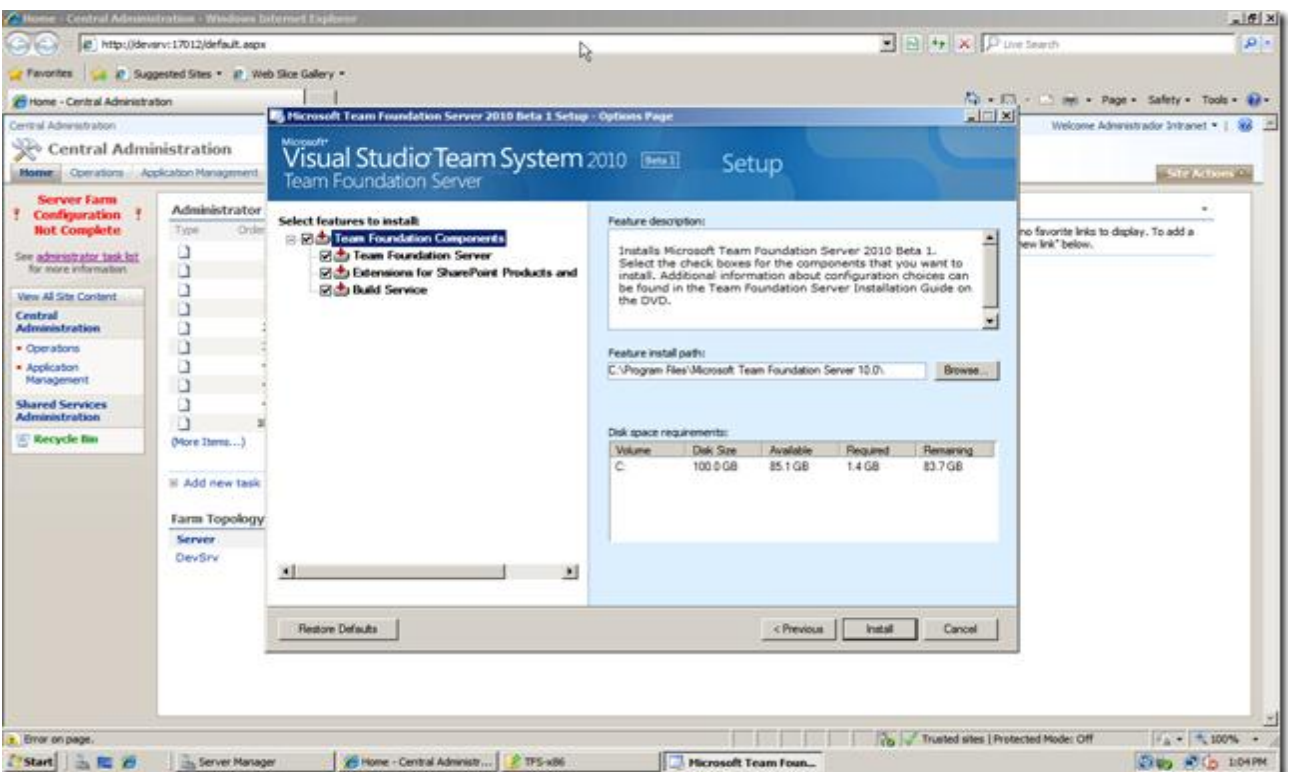 Home - Central Administration - Windows Internet Explorer
http://devsrv:17012/default.aspx
Live Search
Favorites
Suggested Sites
Web Slice Gallery
Home - Central Administration
Page
Safety
Tools
Central Administration
Welcome Administrador Intranet
Central Admi
Home
Operations
Application Management
Site Actions
Server Farm
Configuration
Not Complete
!
!
See administrator task list
for more information
View All Site Content
Central
Administration
Operations
Application
Management
Shared Services
Administration
Recycle Bin
Administrator
Type
Order
(More Items...)
Add new task
Farm Topology
Server
DevSrv
no favorite links to display. To add a
new link" below.
Microsoft Team Foundation Server 2010 Beta 1 Setup - Options Page
Microsoft
Visual Studio Team System 2010 Beta 1
Team Foundation Server
Setup
Select features to install:
Team Foundation Components
Team Foundation Server
Extensions for SharePoint Products and
Build Service
Feature description:
Installs Microsoft Team Foundation Server 2010 Beta 1.
Select the check boxes for the components that you want to
install. Additional information about configuration choices can
be found in the Team Foundation Server Installation Guide on
the DVD.
Feature install path:
C:\Program Files\Microsoft Team Foundation Server 10.0\
Browse...
Disk space requirements:
Volume Disk Size Available Required Remaining
C: 100.0 GB 85.1 GB 1.4 GB 83.7 GB
Restore Defaults
< Previous
Install
Cancel
Error on page.
Trusted sites | Protected Mode: Off
100%
Start
Server Manager
Home - Central Administr...
TFS-x86
Microsoft Team Foun...
1:04 PM